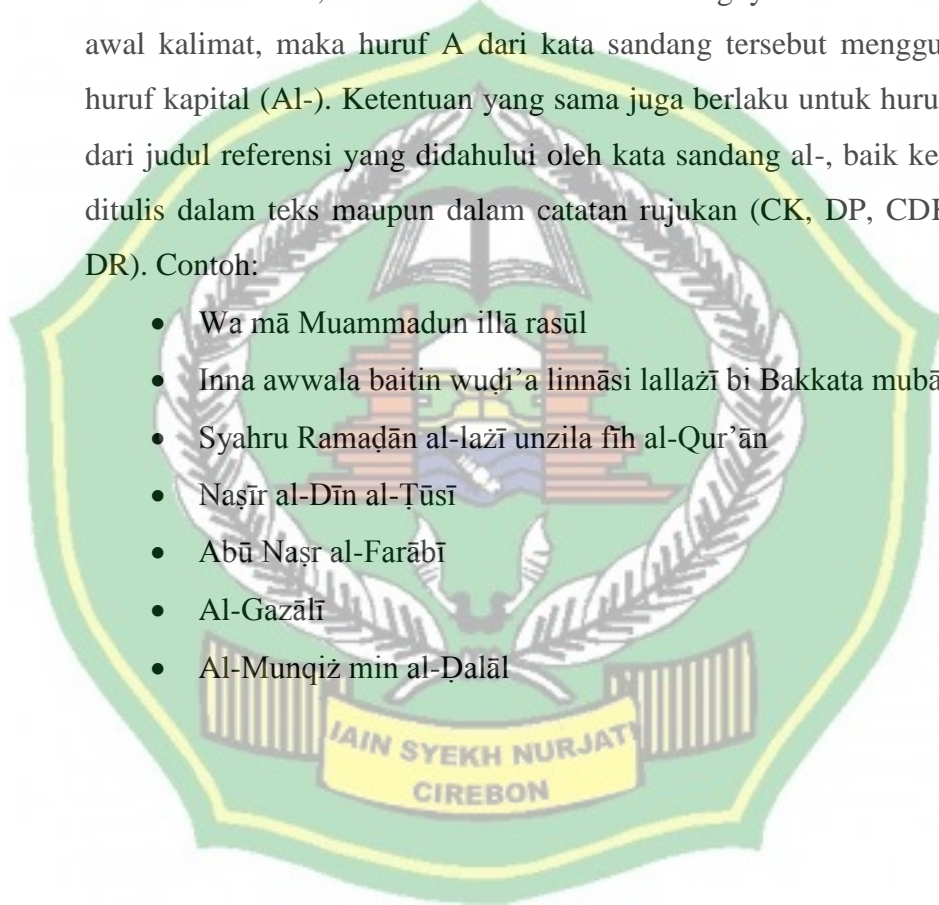 awal kalimat, maka huruf A dari kata sandang tersebut menggu
huruf kapital (Al-). Ketentuan yang sama juga berlaku untuk huru
dari judul referensi yang didahului oleh kata sandang al-, baik ke
ditulis dalam teks maupun dalam catatan rujukan (CK, DP, CD
DR). Contoh:
• Wa mā Muammadun illā rasūl
• Inna awwala baitin wuḍi’a linnāsi lallażī bi Bakkata mubā
• Syahru Ramaḍān al-lażī unzila fīh al-Qur’ān
• Naṣīr al-Dīn al-Ṭūsī
• Abū Naṣr al-Farābī
• Al-Gazālī
• Al-Munqiż min al-Ḍalāl
IAIN SYEKH NURJATI
CIREBON